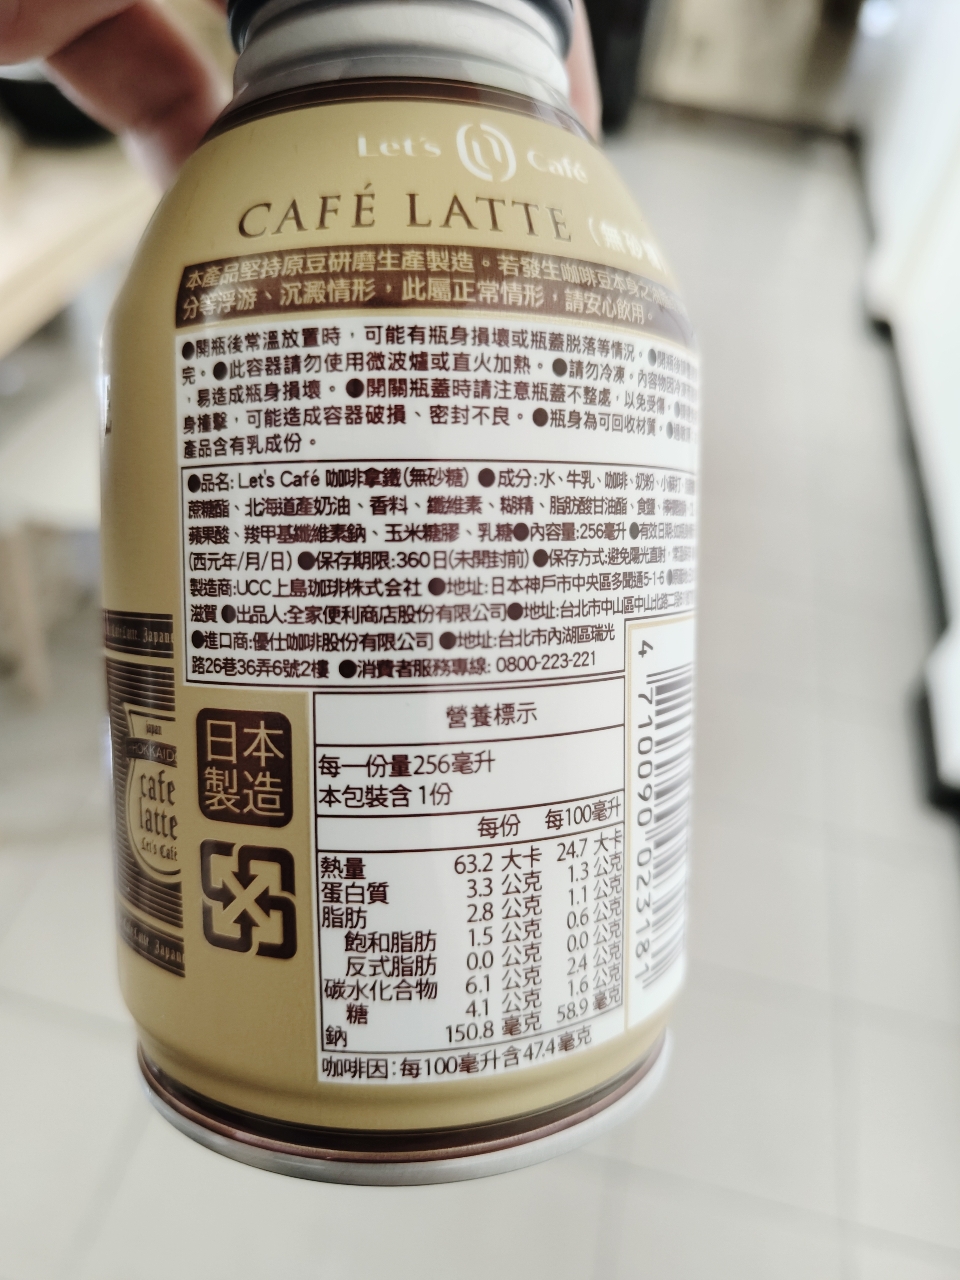 Let's Café
CAFÉ LATTE (無砂糖
本產品堅持原豆研磨生產製造。若發生咖啡豆本身之
分等浮游、沉澱情形，此屬正常情形，請安心飲用。
●開瓶後常溫放置時，可能有瓶身損壞或瓶蓋脫落等情況。●開瓶後
完。●此容器請勿使用微波爐或直火加熱。●請勿冷凍。內容物因冷凍
，易造成瓶身損壞。●開關瓶蓋時請注意瓶蓋不整處，以免受傷。
身撞擊，可能造成容器破損、密封不良。●瓶身為可回收材質。
產品含有乳成份。
●品名: Let's Café 咖啡拿鐵(無砂糖) ●成分:水、牛乳、咖啡、奶粉、小蘇打、
蔗糖酯、北海道產奶油、香料、纖維素、糊精、脂肪酸甘油酯、食鹽、
蘋果酸、羧甲基纖維素鈉、玉米糖膠、乳糖●內容量:256毫升 ●有效日期:
(西元年/月/日) ●保存期限:360日(未開封前) ●保存方式:避免陽光直射，
製造商:UCC上島珈琲株式会社 ●地址:日本神戶市中央區多聞通5-1-6
滋賀 ●出品人:全家便利商店股份有限公司●地址:台北市中山區中山北路二段
●進口商:優仕咖啡股份有限公司 ●地址:台北市內湖區瑞光
路26巷36弄6號2樓 ●消費者服務專線: 0800-223-221
日本
製造
營養標示
每一份量256毫升
本包裝含 1份
每份 每100毫升
熱量 63.2 大卡 24.7 大卡
蛋白質 3.3 公克 1.3 公克
脂肪 2.8 公克 1.1 公克
飽和脂肪 1.5 公克 0.6 公克
反式脂肪 0.0 公克 0.0 公克
碳水化合物 6.1 公克 2.4 公克
糖 4.1 公克 1.6 公克
鈉 150.8 毫克 58.9 毫克
咖啡因:每100毫升含47.4毫克
4 710090 023181
Japan
HOKKAID
cafe
latte
Let's Café